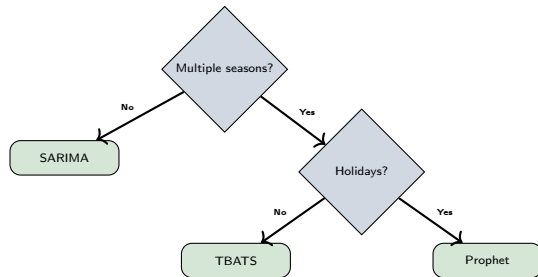 Multiple seasons?
No
Yes
SARIMA
Holidays?
No
Yes
TBATS
Prophet